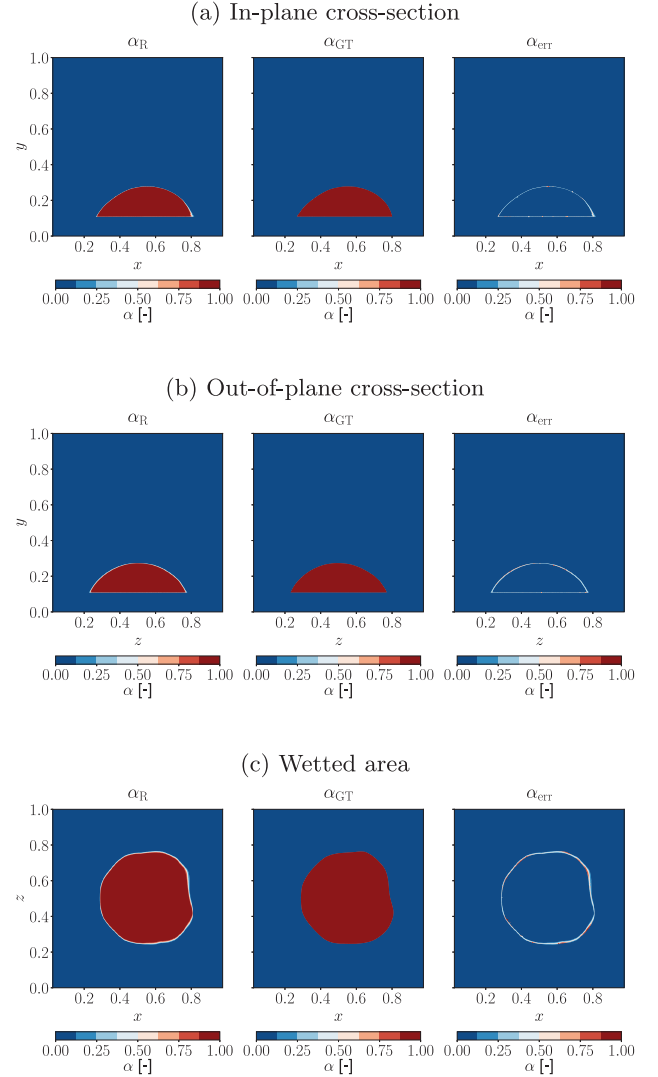 (a) In-plane cross-section
α_R α_GT α_err
1.0
0.8
0.6
0.4
0.2
0.0
y
0.2 0.4 0.6 0.8 0.2 0.4 0.6 0.8 0.2 0.4 0.6 0.8
x x x
0.00 0.25 0.50 0.75 1.00 0.00 0.25 0.50 0.75 1.00 0.00 0.25 0.50 0.75 1.00
α [-] α [-] α [-]
(b) Out-of-plane cross-section
α_R α_GT α_err
1.0
0.8
0.6
0.4
0.2
0.0
y
0.2 0.4 0.6 0.8 0.2 0.4 0.6 0.8 0.2 0.4 0.6 0.8
z z z
0.00 0.25 0.50 0.75 1.00 0.00 0.25 0.50 0.75 1.00 0.00 0.25 0.50 0.75 1.00
α [-] α [-] α [-]
(c) Wetted area
α_R α_GT α_err
1.0
0.8
0.6
0.4
0.2
0.0
z
0.2 0.4 0.6 0.8 0.2 0.4 0.6 0.8 0.2 0.4 0.6 0.8
x x x
0.00 0.25 0.50 0.75 1.00 0.00 0.25 0.50 0.75 1.00 0.00 0.25 0.50 0.75 1.00
α [-] α [-] α [-]